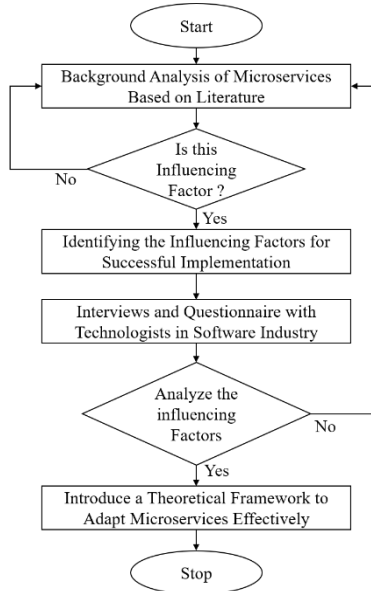 Start
Background Analysis of Microservices
Based on Literature
Is this
Influencing
Factor ?
No
Yes
Identifying the Influencing Factors for
Successful Implementation
Interviews and Questionnaire with
Technologists in Software Industry
Analyze the
influencing
Factors
No
Yes
Introduce a Theoretical Framework to
Adapt Microservices Effectively
Stop